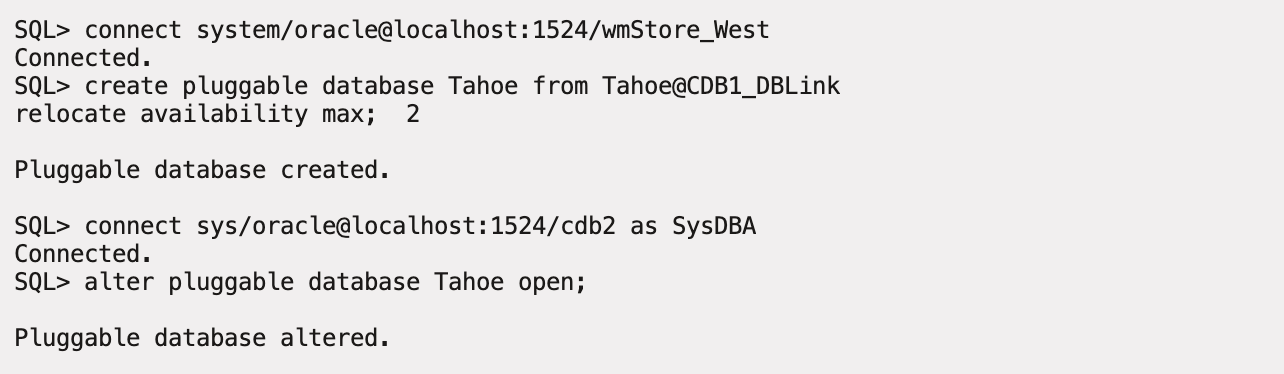 SQL> connect system/oracle@localhost:1524/wmStore_West
Connected.
SQL> create pluggable database Tahoe from Tahoe@CDB1_DBLink
relocate availability max;  2

Pluggable database created.

SQL> connect sys/oracle@localhost:1524/cdb2 as SysDBA
Connected.
SQL> alter pluggable database Tahoe open;

Pluggable database altered.